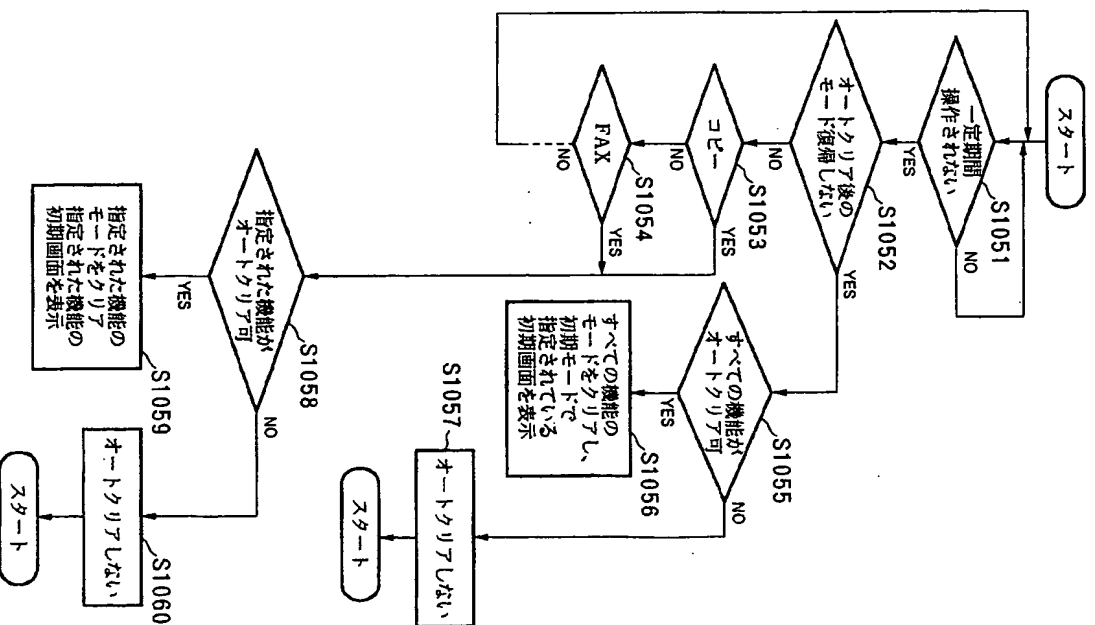 スタート
一定期間
操作されない
S1051
NO
YES
オートクリア後の
モード復帰しない
S1052
YES
NO
コピー
S1053
YES
NO
FAX
S1054
YES
NO
すべての機能が
オートクリア可
S1055
NO
YES
すべての機能の
モードをクリアし、
初期モードで
指定されている
初期画面を表示
S1056
S1057
オートクリアしない
スタート
指定された機能が
オートクリア可
S1058
NO
YES
指定された機能の
モードをクリア
指定された機能の
初期画面を表示
S1059
オートクリアしない
S1060
スタート